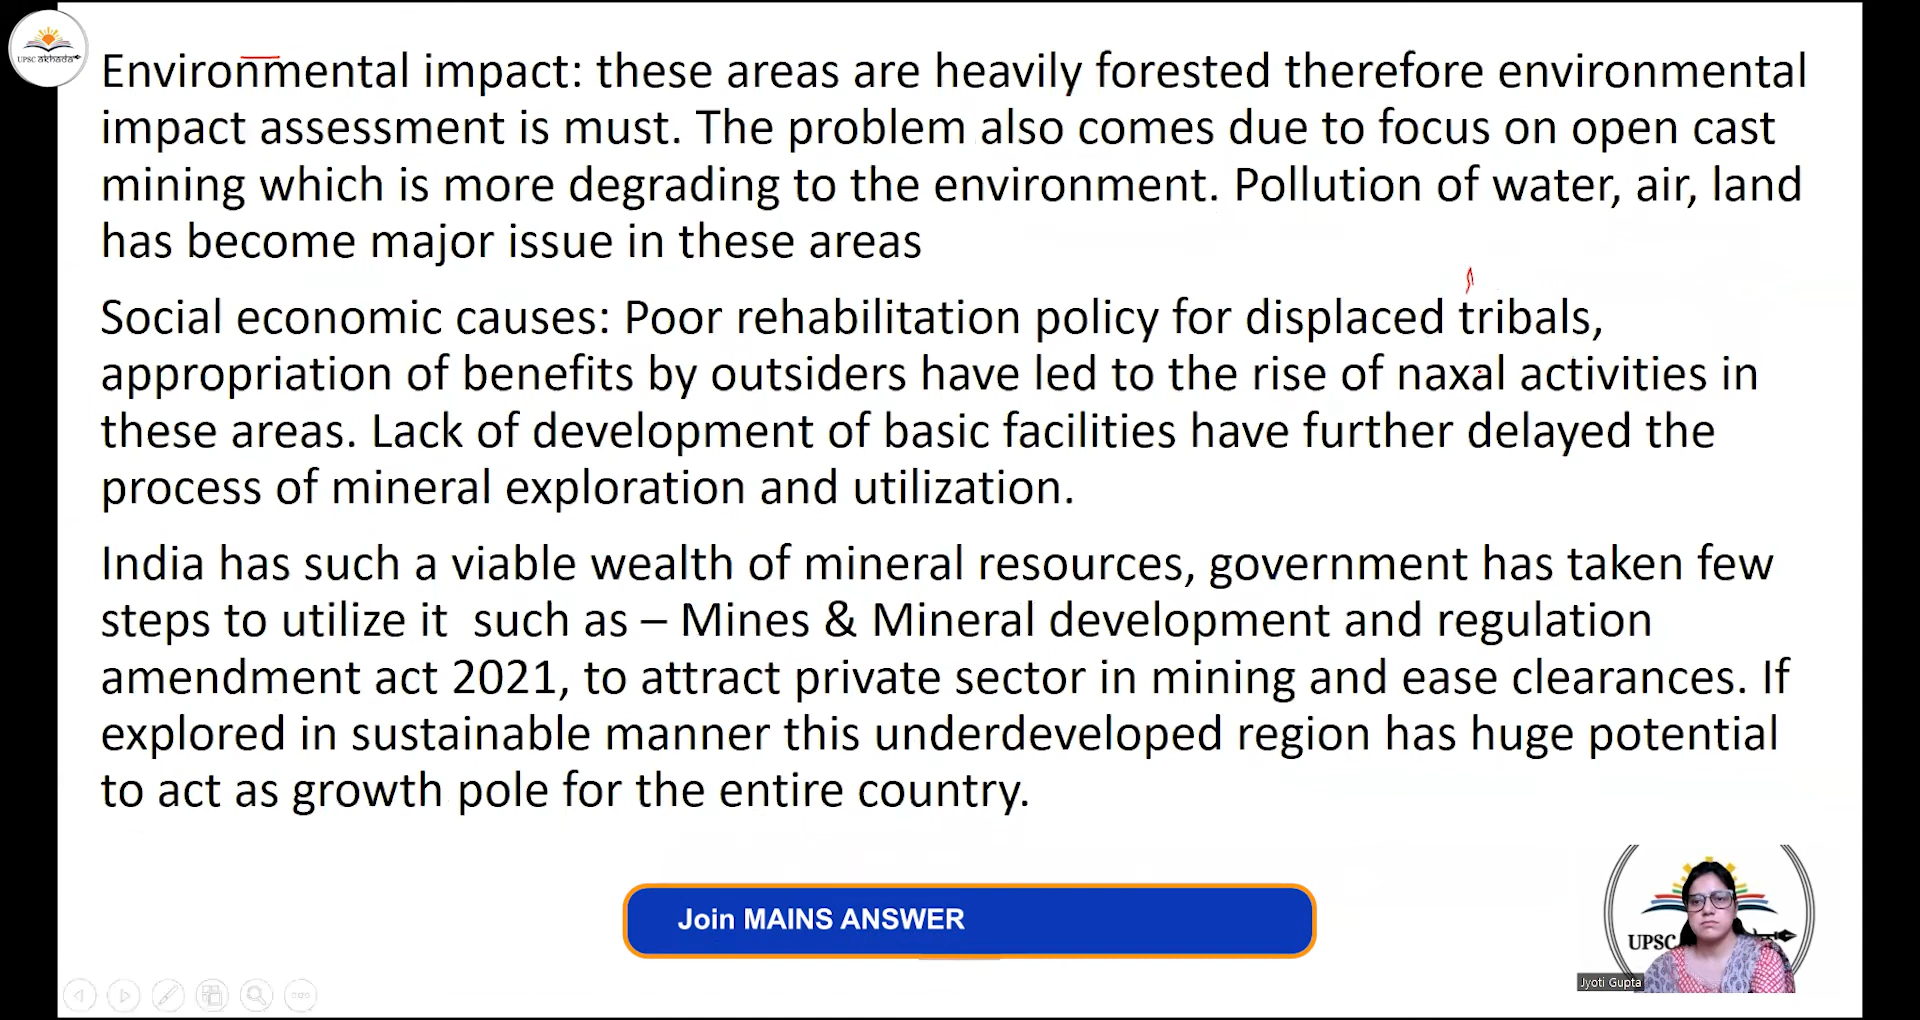 UPSC akhada
Environmental impact: these areas are heavily forested therefore environmental
impact assessment is must. The problem also comes due to focus on open cast
mining which is more degrading to the environment. Pollution of water, air, land
has become major issue in these areas
Social economic causes: Poor rehabilitation policy for displaced tribals,
appropriation of benefits by outsiders have led to the rise of naxal activities in
these areas. Lack of development of basic facilities have further delayed the
process of mineral exploration and utilization.
India has such a viable wealth of mineral resources, government has taken few
steps to utilize it  such as – Mines & Mineral development and regulation
amendment act 2021, to attract private sector in mining and ease clearances. If
explored in sustainable manner this underdeveloped region has huge potential
to act as growth pole for the entire country.
Join MAINS ANSWER
UPSC
Jyoti Gupta